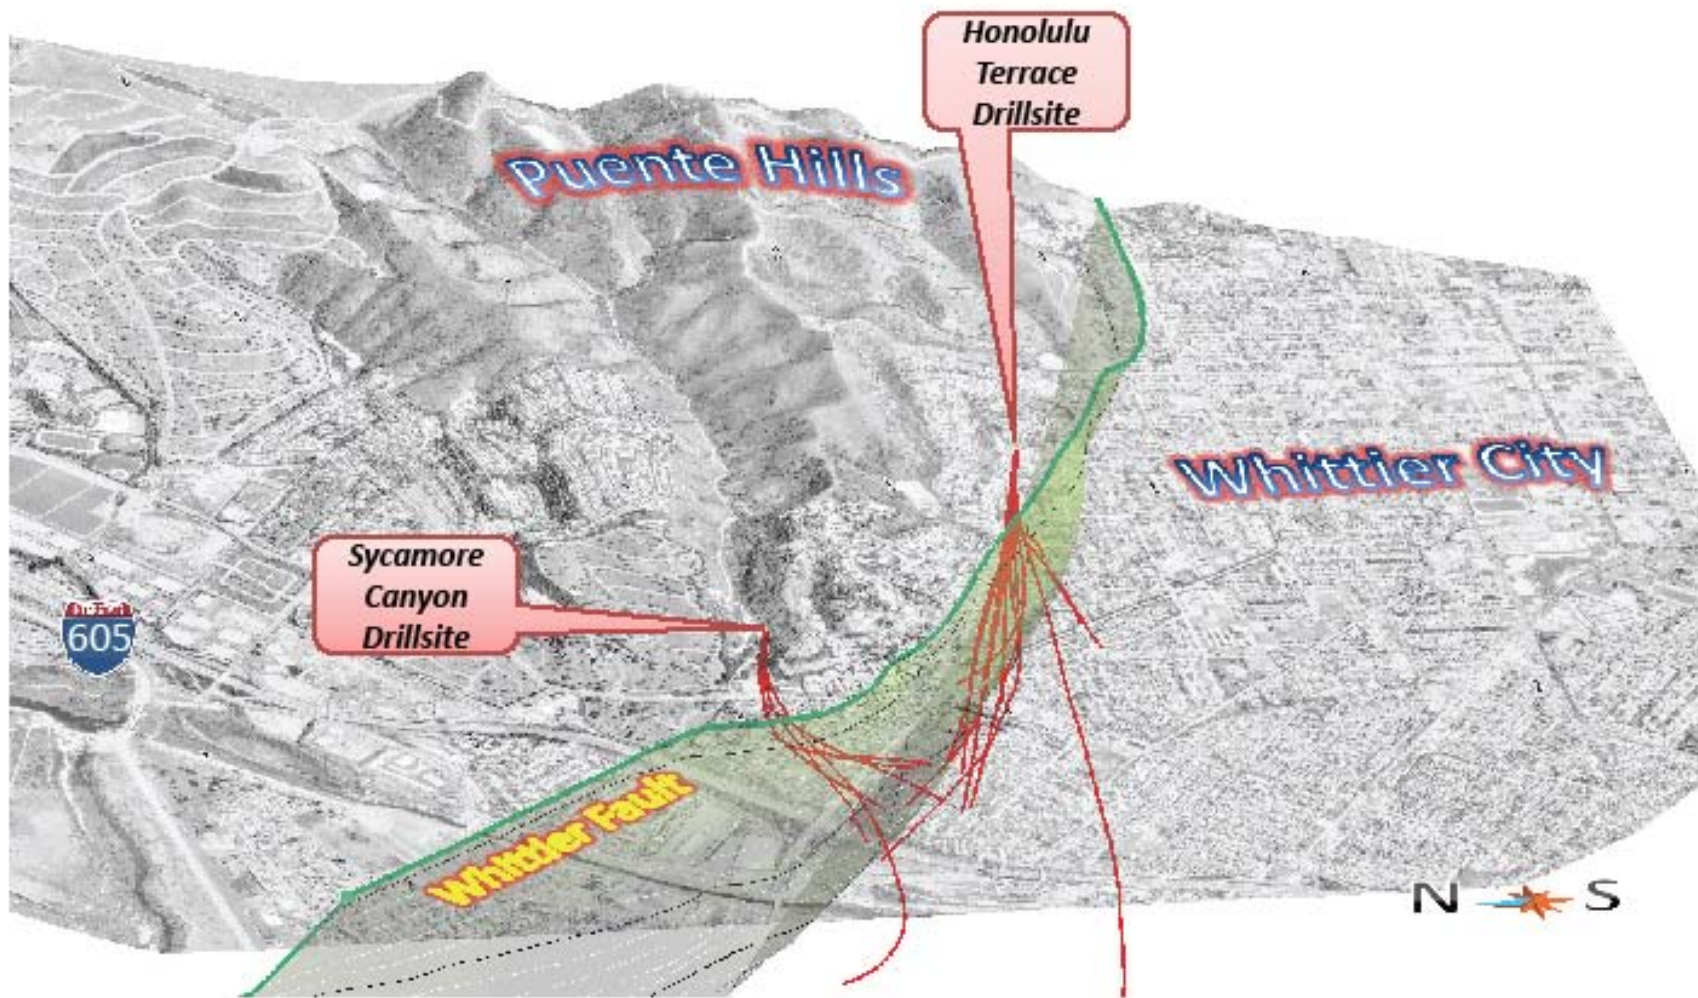 Honolulu
Terrace
Drillsite
Puente Hills
Whittier City
Sycamore
Canyon
Drillsite
605
Whittier Fault
N S